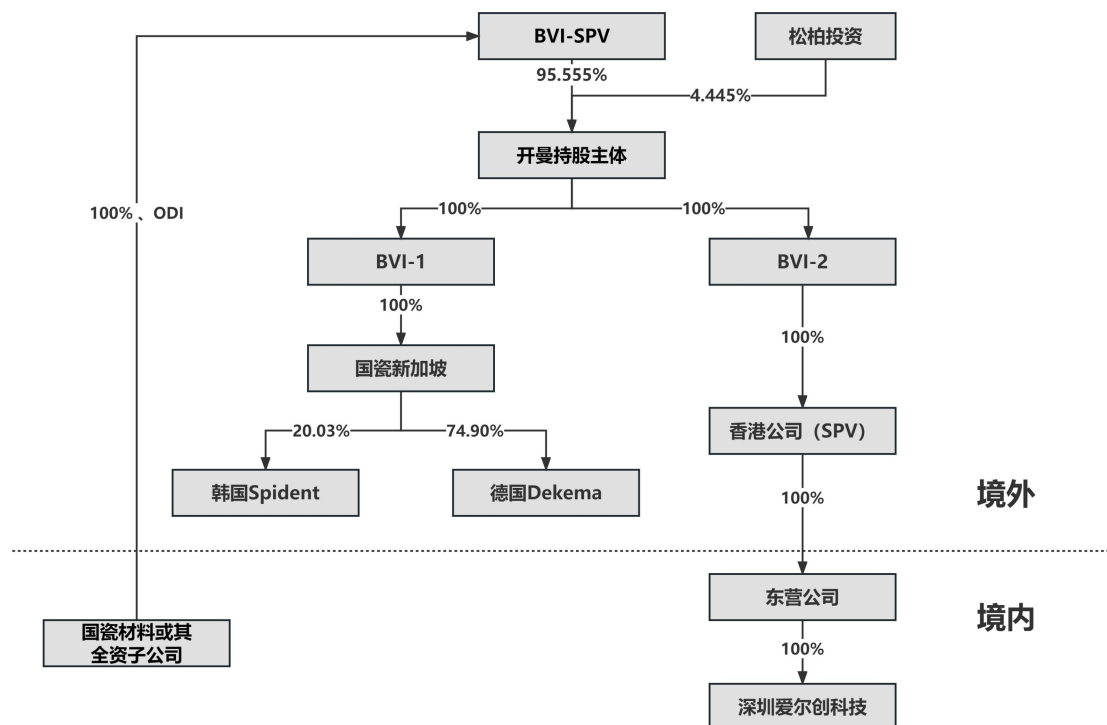 BVI-SPV
松柏投资
95.555%
4.445%
开曼持股主体
100%、ODI
100%
100%
BVI-1
BVI-2
100%
100%
国瓷新加坡
20.03%
74.90%
香港公司（SPV）
韩国Spident
德国Dekema
境外
100%
东营公司
境内
国瓷材料或其
全资子公司
100%
深圳爱尔创科技